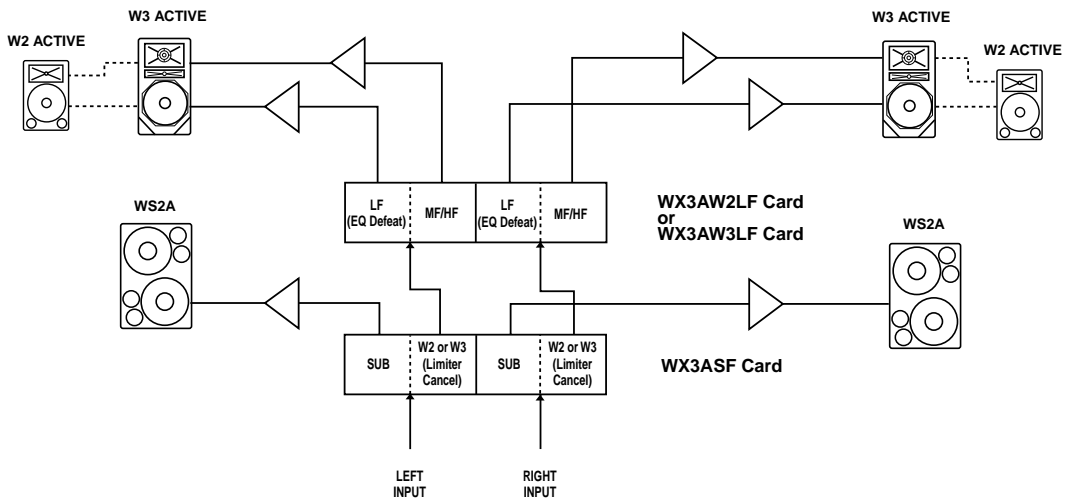 W3 ACTIVE
W3 ACTIVE
W2 ACTIVE
W2 ACTIVE
LF
(EQ Defeat)
MF/HF
LF
(EQ Defeat)
MF/HF
WX3AW2LF Card
or
WX3AW3LF Card
WS2A
WS2A
SUB
W2 or W3
(Limiter
Cancel)
SUB
W2 or W3
(Limiter
Cancel)
WX3ASF Card
LEFT
INPUT
RIGHT
INPUT